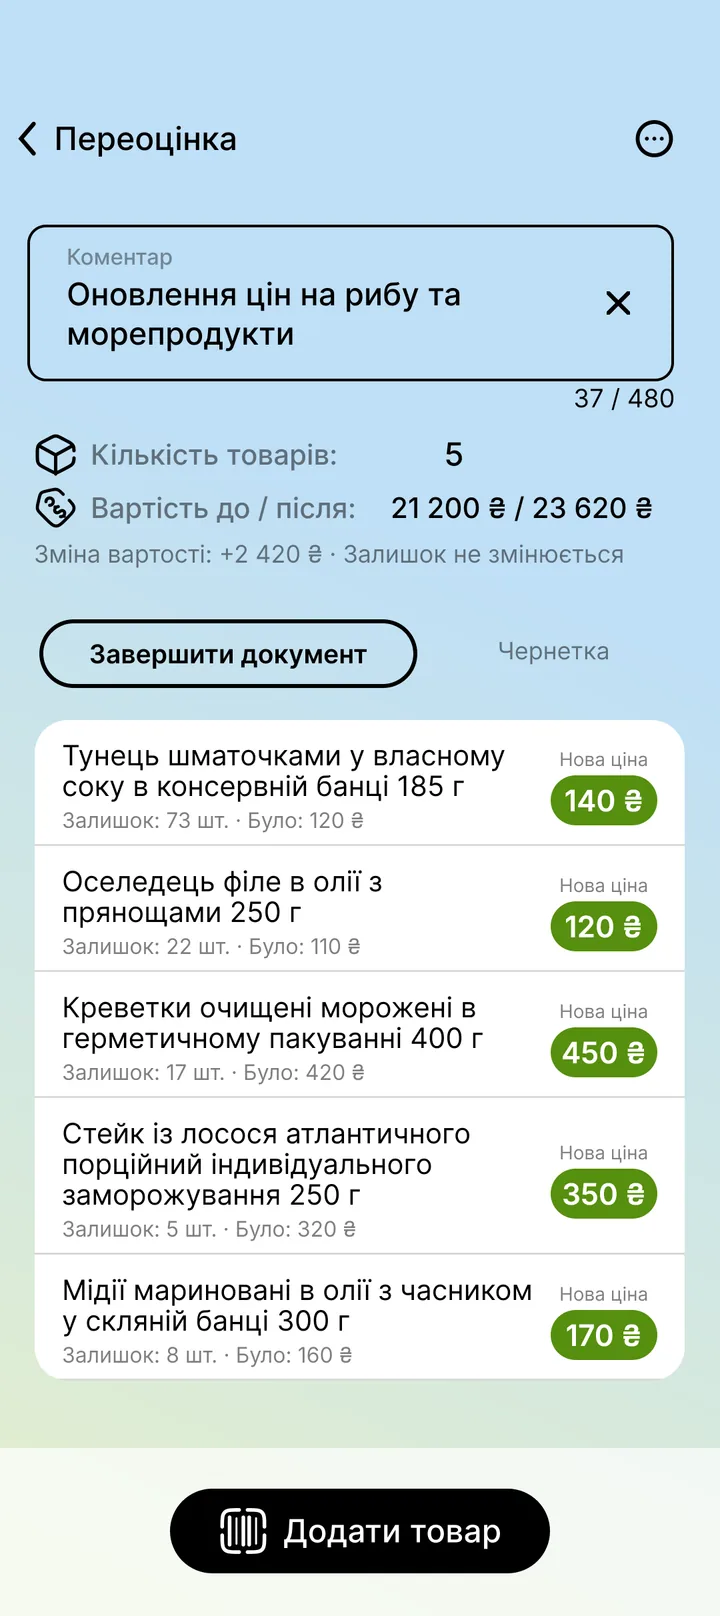 Переоцінка
Коментар
Оновлення цін на рибу та
морепродукти
37 / 480
Кількість товарів: 5
Вартість до / після: 21 200 ₴ / 23 620 ₴
Зміна вартості: +2 420 ₴ · Залишок не змінюється
Завершити документ
Чернетка
Тунець шматочками у власному
соку в консервній банці 185 г
Залишок: 73 шт. · Було: 120 ₴
Нова ціна
140 ₴
Оселедець філе в олії з
прянощами 250 г
Залишок: 22 шт. · Було: 110 ₴
Нова ціна
120 ₴
Креветки очищені морожені в
герметичному пакуванні 400 г
Залишок: 17 шт. · Було: 420 ₴
Нова ціна
450 ₴
Стейк із лосося атлантичного
порційний індивідуального
заморожування 250 г
Залишок: 5 шт. · Було: 320 ₴
Нова ціна
350 ₴
Мідії мариновані в олії з часником
у скляній банці 300 г
Залишок: 8 шт. · Було: 160 ₴
Нова ціна
170 ₴
Додати товар